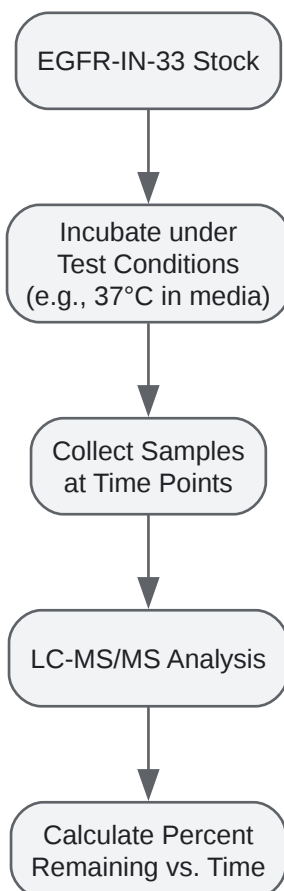 EGFR-IN-33 Stock
Incubate under
Test Conditions
(e.g., 37°C in media)
Collect Samples
at Time Points
LC-MS/MS Analysis
Calculate Percent
Remaining vs. Time